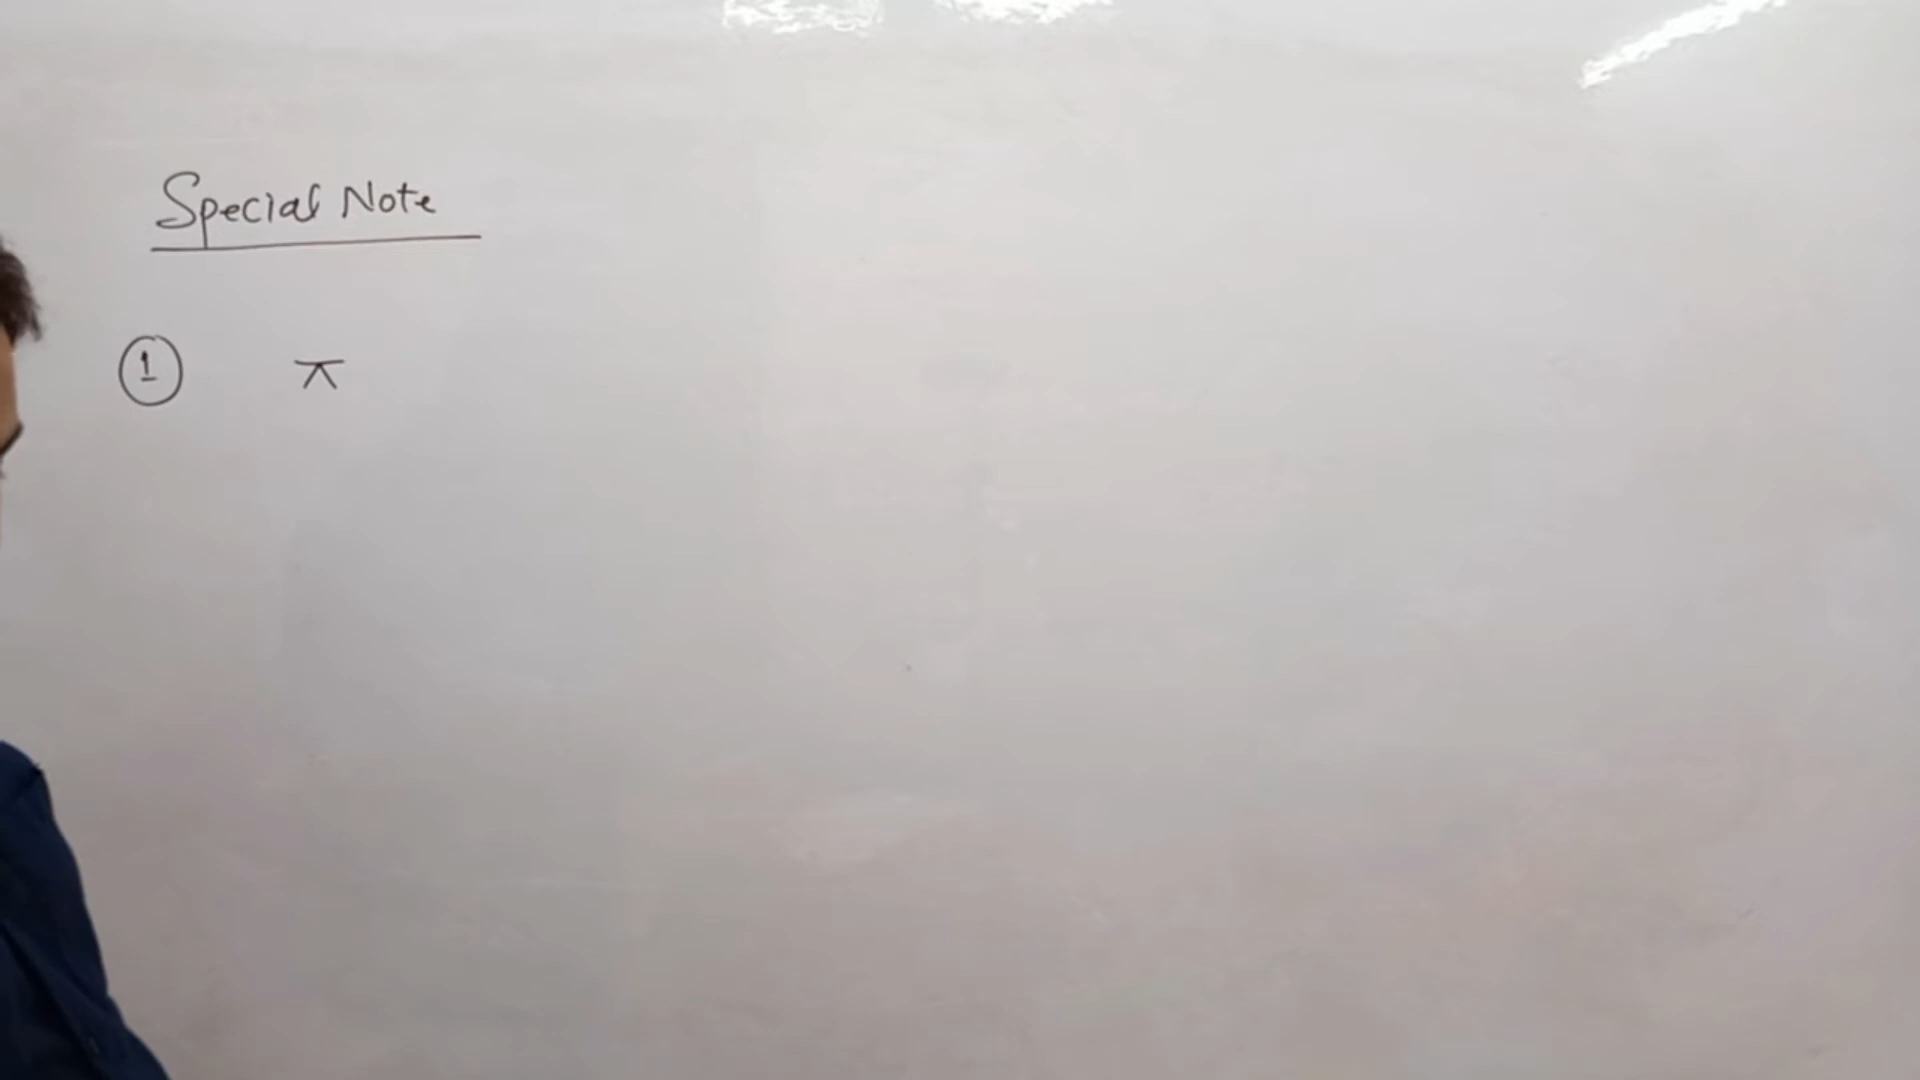 Special Note
① π